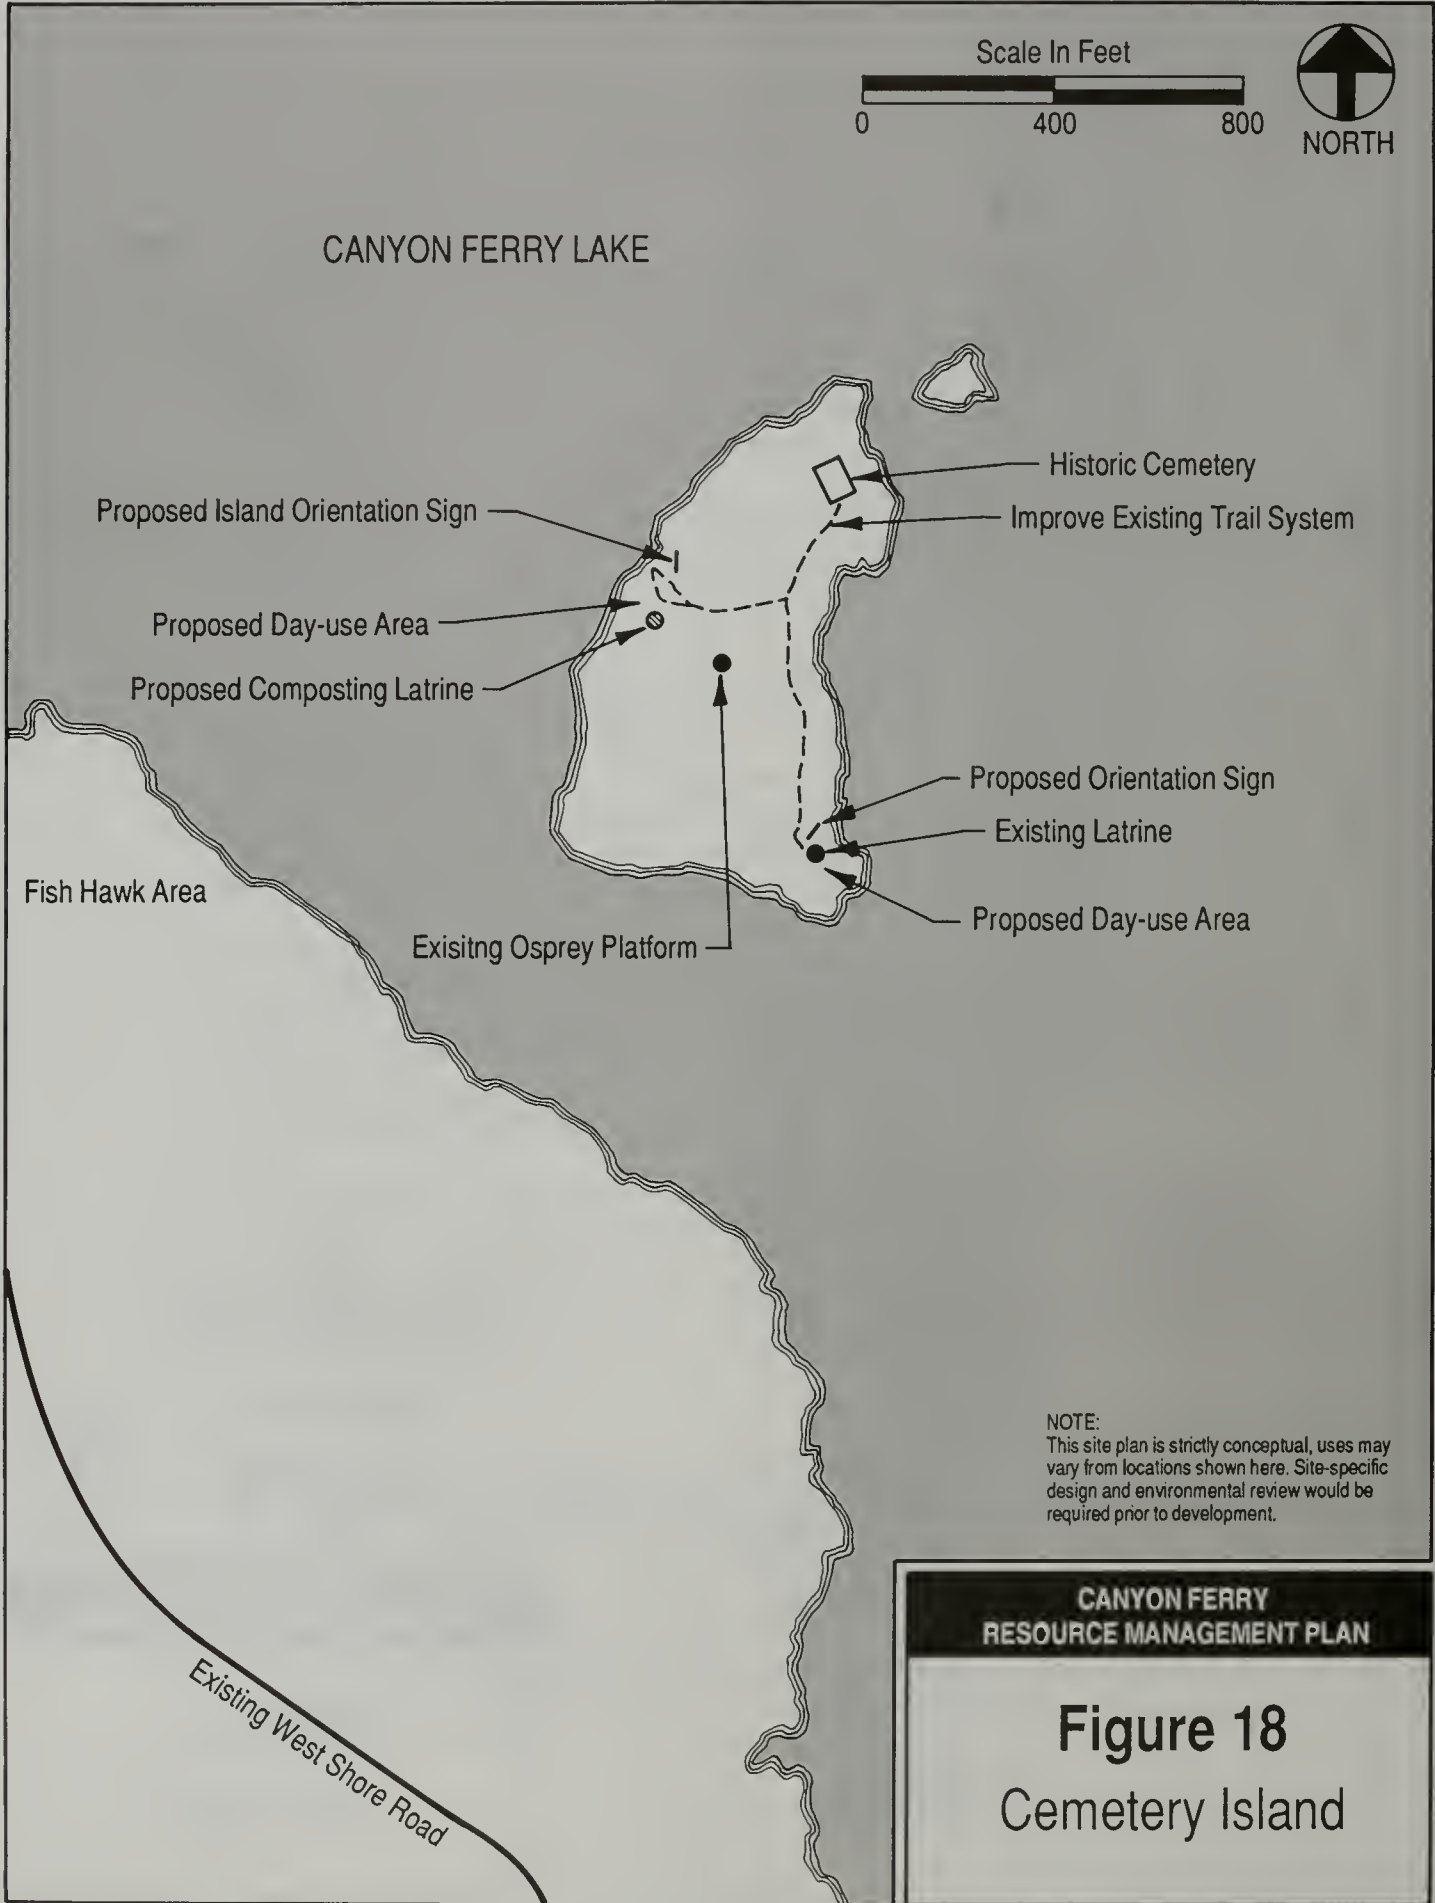 Scale In Feet
0 400 800
NORTH
CANYON FERRY LAKE
Historic Cemetery
Proposed Island Orientation Sign
Improve Existing Trail System
Proposed Day-use Area
Proposed Composting Latrine
Proposed Orientation Sign
Existing Latrine
Fish Hawk Area
Proposed Day-use Area
Exisitng Osprey Platform
NOTE:
This site plan is strictly conceptual, uses may
vary from locations shown here. Site-specific
design and environmental review would be
required prior to development.
CANYON FERRY
RESOURCE MANAGEMENT PLAN
Existing West Shore Road
Figure 18
Cemetery Island